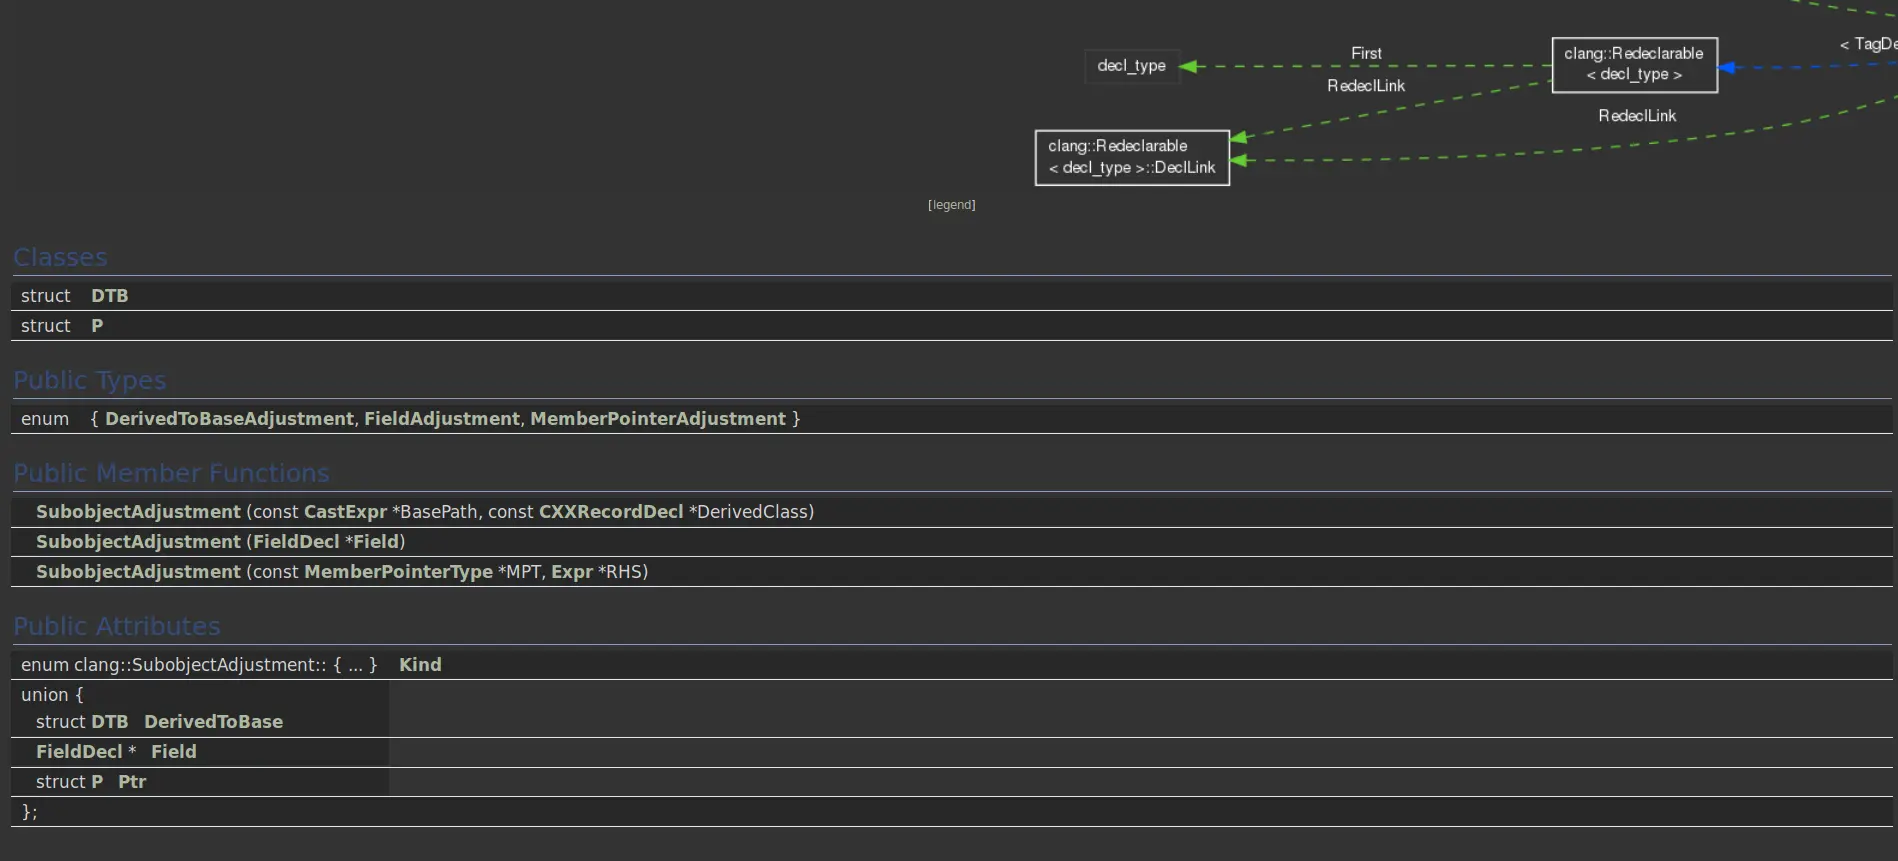 First
< TagDe
decl_type
clang::Redeclarable
< decl_type >
RedeclLink
RedeclLink
clang::Redeclarable
< decl_type >::DeclLink
[legend]
Classes
struct DTB
struct P
Public Types
enum { DerivedToBaseAdjustment, FieldAdjustment, MemberPointerAdjustment }
Public Member Functions
SubobjectAdjustment (const CastExpr *BasePath, const CXXRecordDecl *DerivedClass)
SubobjectAdjustment (FieldDecl *Field)
SubobjectAdjustment (const MemberPointerType *MPT, Expr *RHS)
Public Attributes
enum clang::SubobjectAdjustment:: { ... } Kind
union {
struct DTB DerivedToBase
FieldDecl * Field
struct P Ptr
};